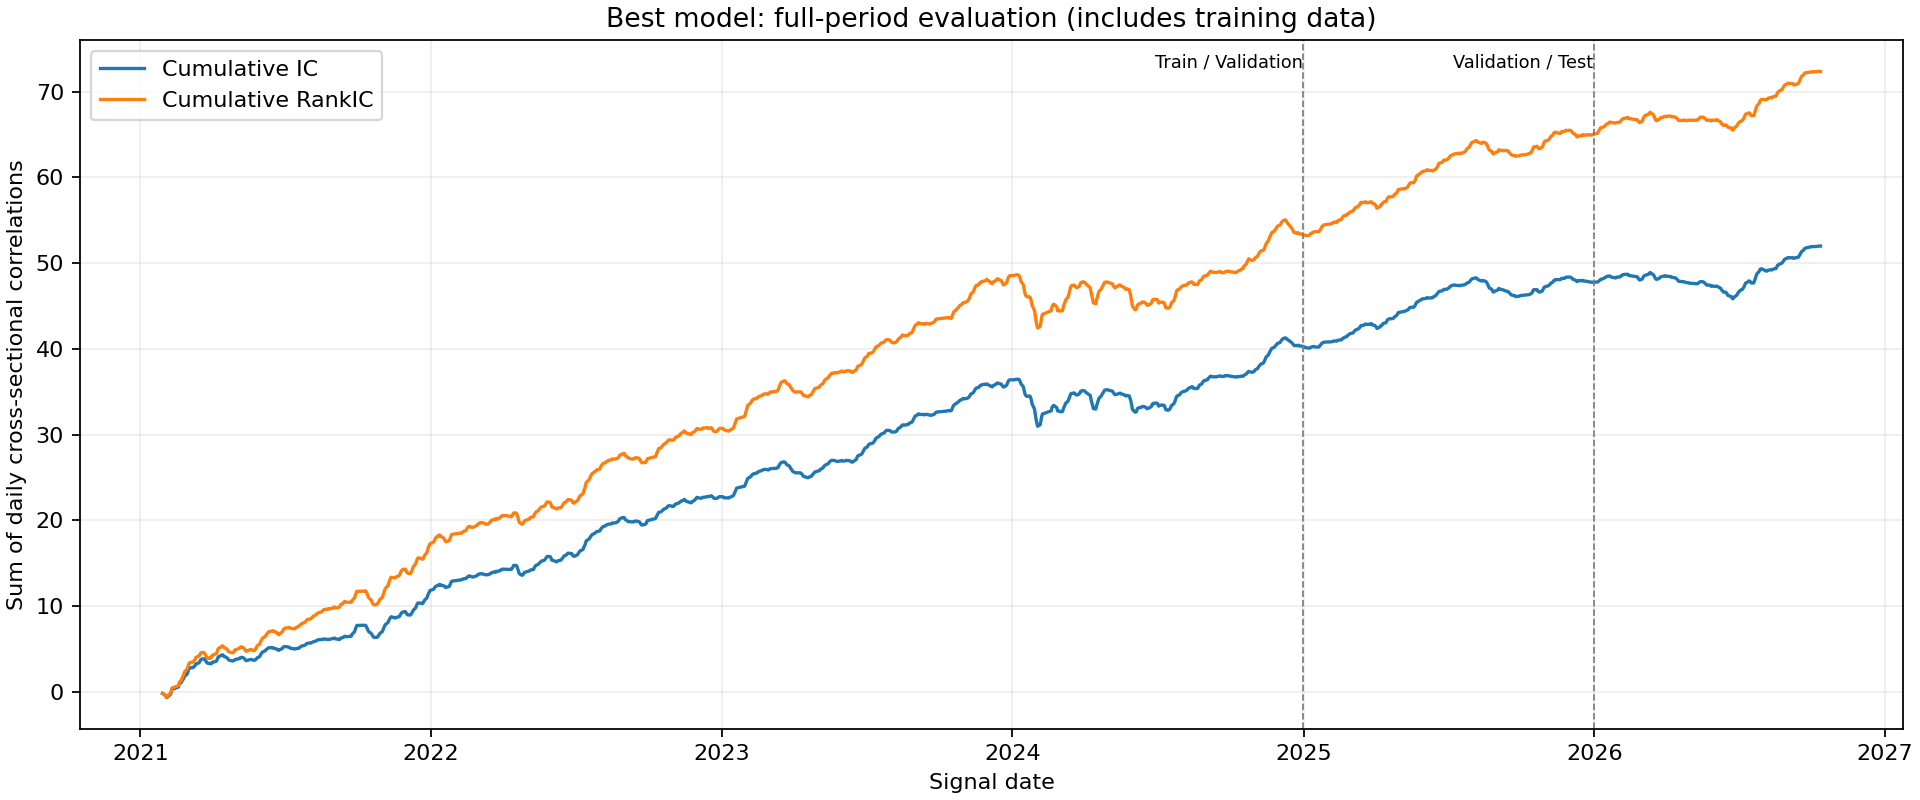 Best model: full-period evaluation (includes training data)
Cumulative IC
Cumulative RankIC
Train / Validation
Validation / Test
70
60
50
40
30
20
10
0
Sum of daily cross-sectional correlations
2021
2022
2023
2024
2025
2026
2027
Signal date